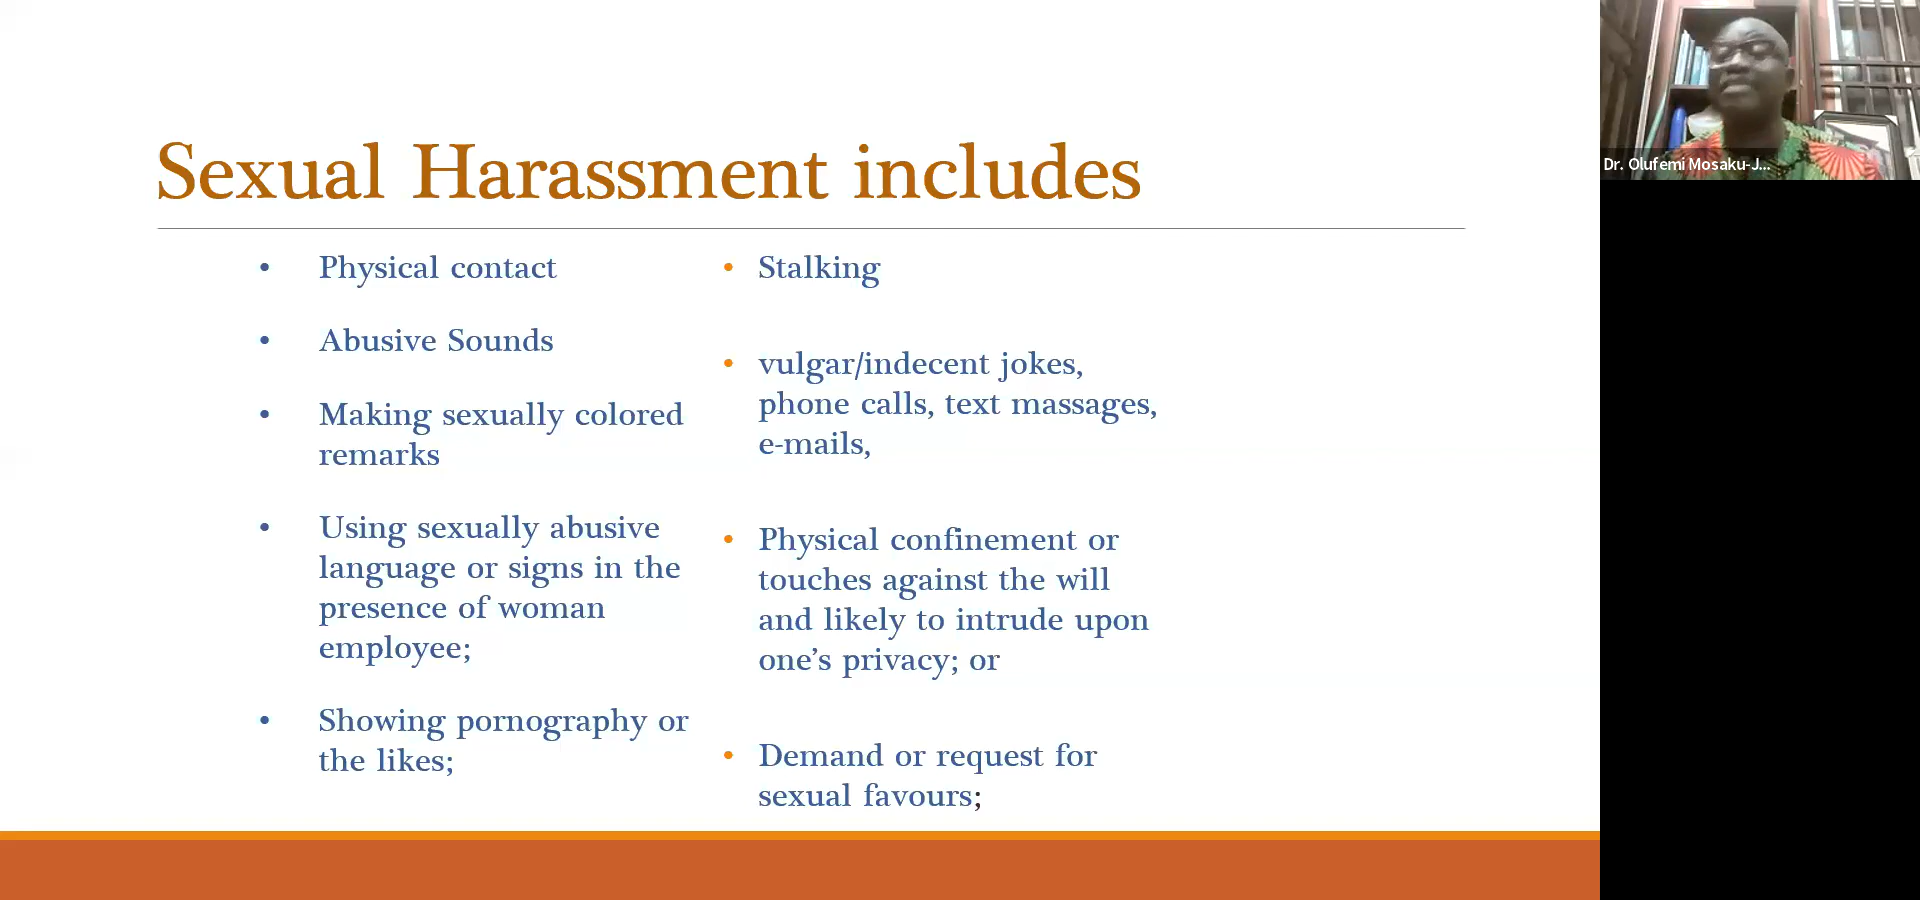 Sexual Harassment includes
• Physical contact
• Abusive Sounds
• Making sexually colored
remarks
• Using sexually abusive
language or signs in the
presence of woman
employee;
• Showing pornography or
the likes;
• Stalking
• vulgar/indecent jokes,
phone calls, text massages,
e-mails,
• Physical confinement or
touches against the will
and likely to intrude upon
one’s privacy; or
• Demand or request for
sexual favours;
Dr. Olufemi Mosaku-J...